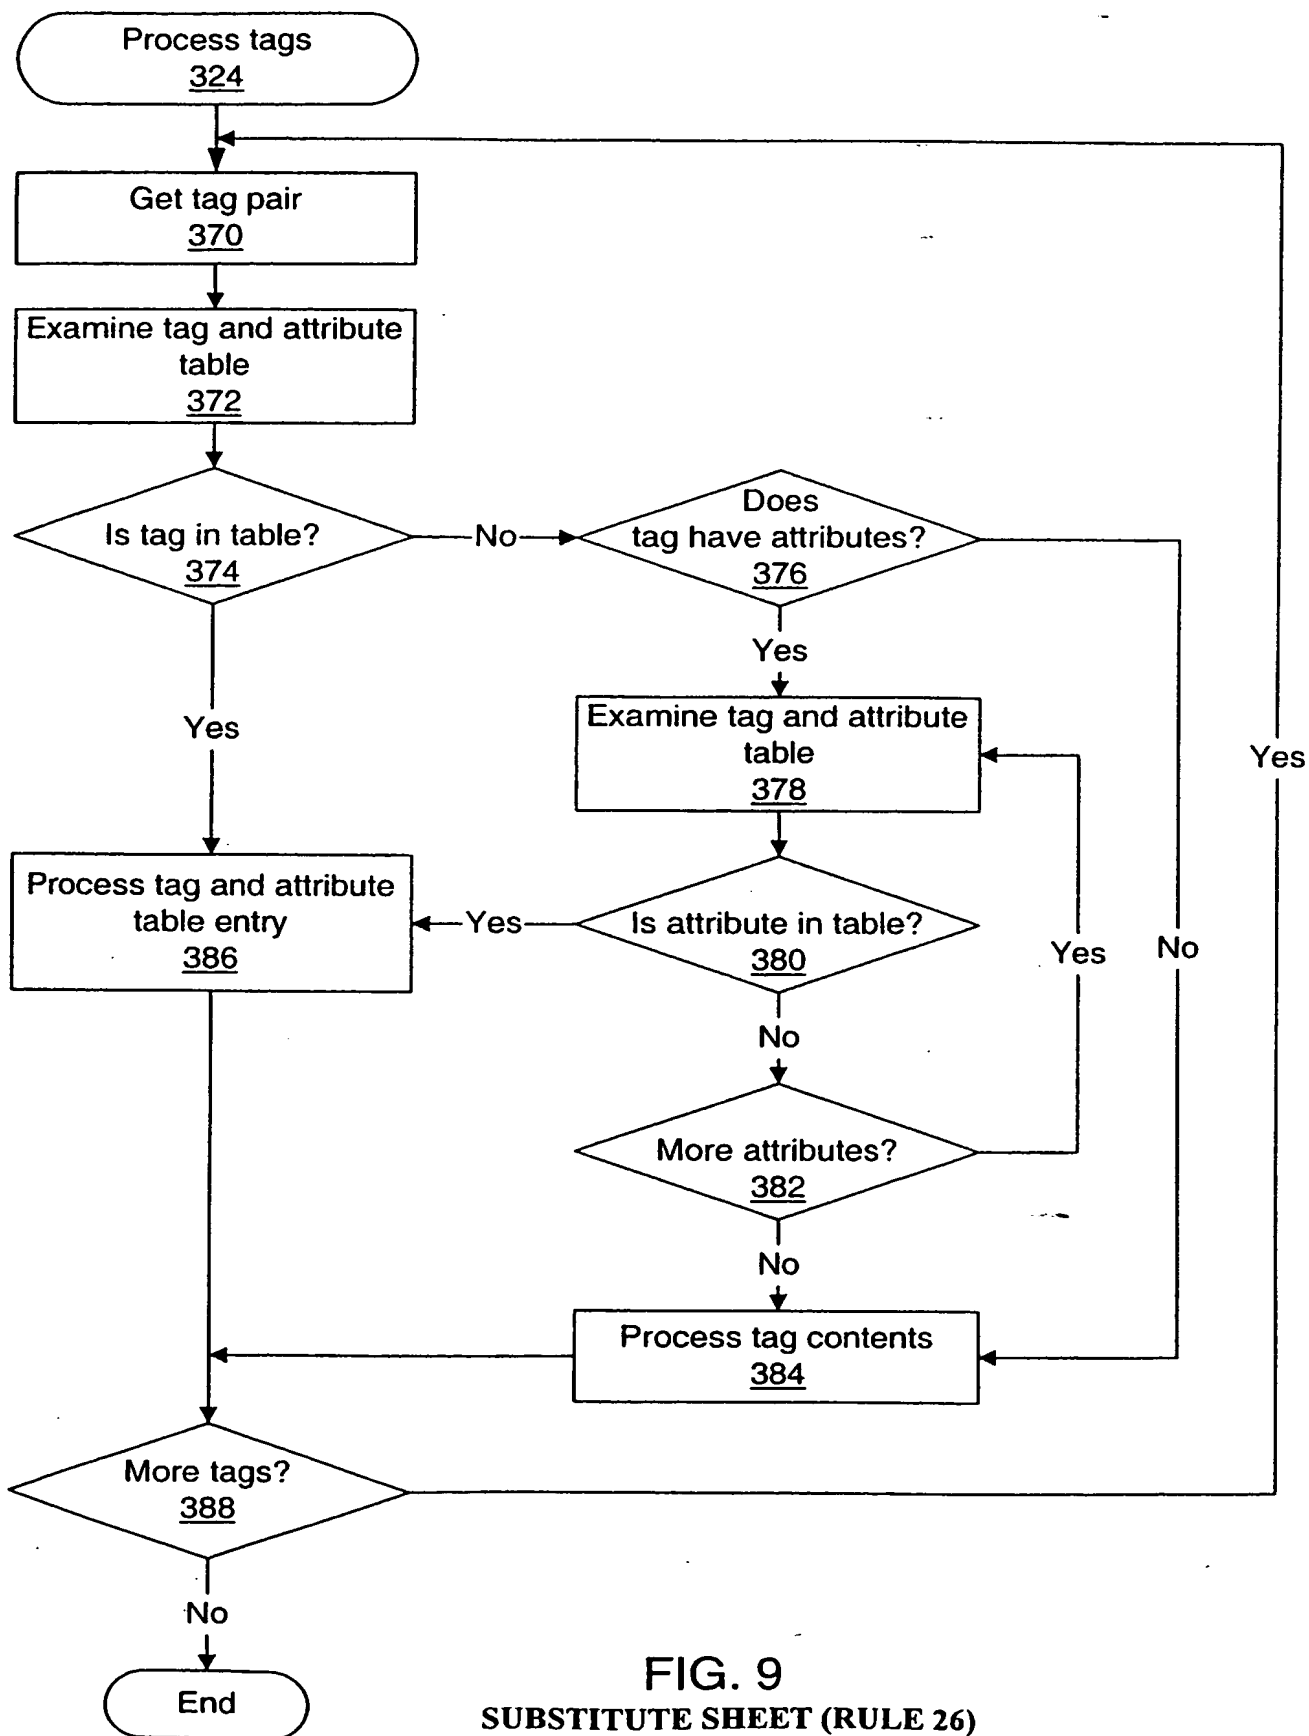 Process tags
324
Get tag pair
370
Examine tag and attribute
table
372
Is tag in table?
374
No
Does
tag have attributes?
376
Yes
Yes
Examine tag and attribute
table
378
Yes
Process tag and attribute
table entry
386
Yes
Is attribute in table?
380
Yes
No
No
More attributes?
382
No
Process tag contents
384
More tags?
388
No
End
FIG. 9
SUBSTITUTE SHEET (RULE 26)